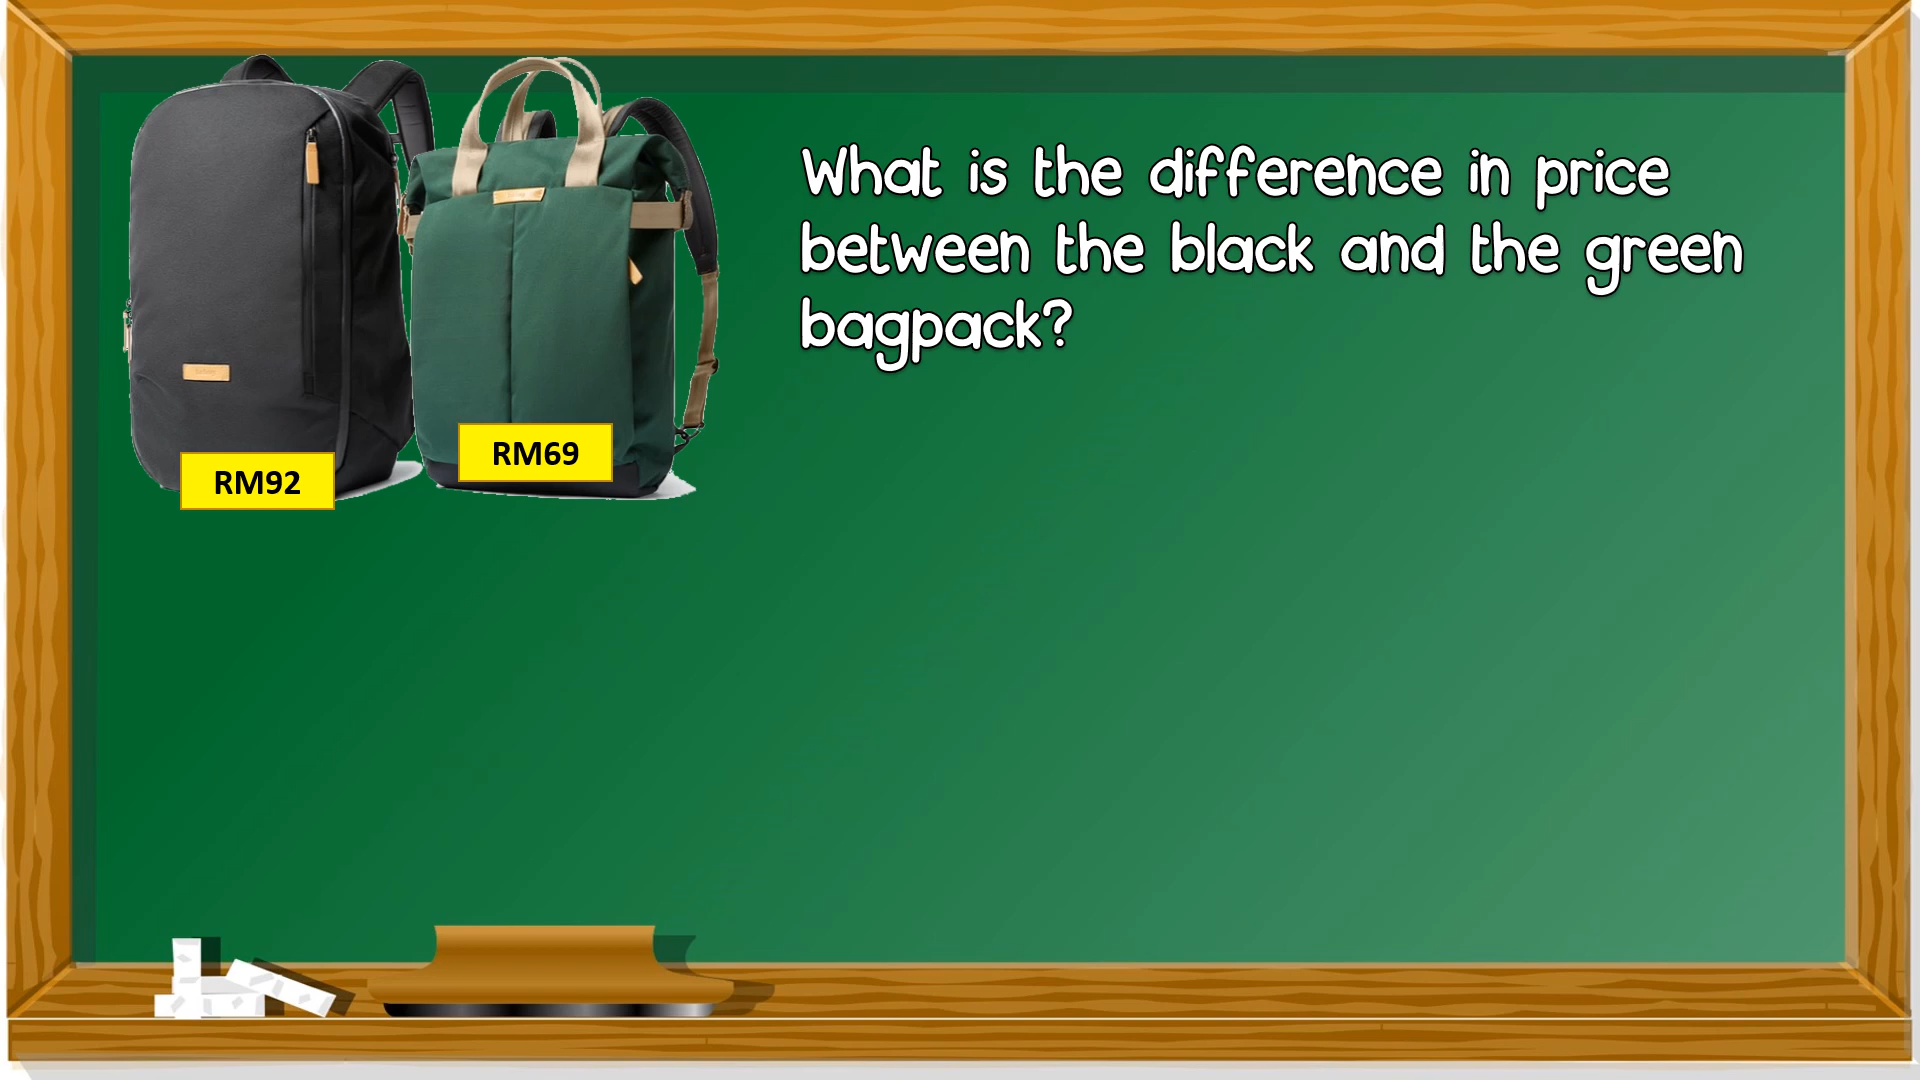 What is the difference in price
between the black and the green
bagpack?
RM69
RM92